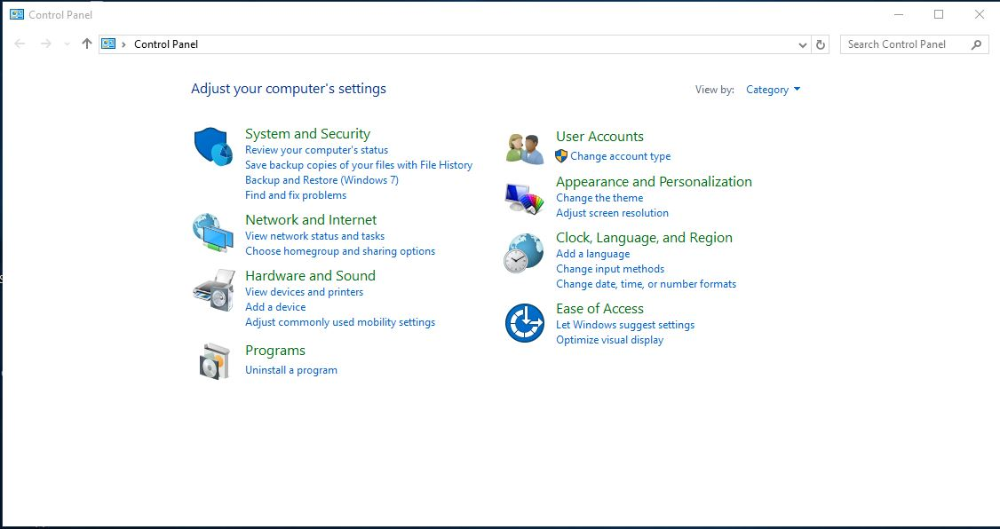 Control Panel
Control Panel
Search Control Panel
Adjust your computer's settings
View by: Category
System and Security
Review your computer's status
Save backup copies of your files with File History
Backup and Restore (Windows 7)
Find and fix problems
Network and Internet
View network status and tasks
Choose homegroup and sharing options
Hardware and Sound
View devices and printers
Add a device
Adjust commonly used mobility settings
Programs
Uninstall a program
User Accounts
Change account type
Appearance and Personalization
Change the theme
Adjust screen resolution
Clock, Language, and Region
Add a language
Change input methods
Change date, time, or number formats
Ease of Access
Let Windows suggest settings
Optimize visual display